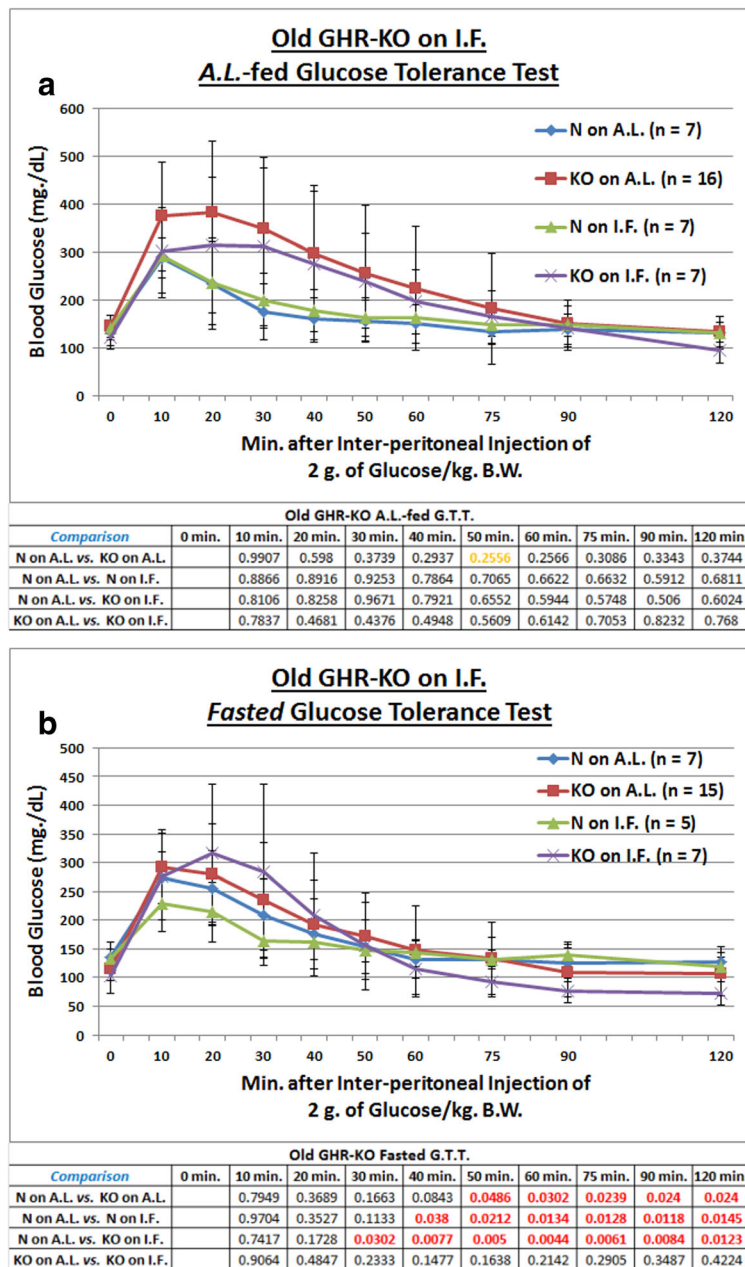 Old GHR-KO on I.F.
A.L.-fed Glucose Tolerance Test
a
600
500
400
300
200
100
0
Blood Glucose (mg./dL)
N on A.L. (n = 7)
KO on A.L. (n = 16)
N on I.F. (n = 7)
KO on I.F. (n = 7)
0 10 20 30 40 50 60 75 90 120
Min. after Inter-peritoneal Injection of
2 g. of Glucose/kg. B.W.
Old GHR-KO A.L.-fed G.T.T.
Comparison 0 min. 10 min. 20 min. 30 min. 40 min. 50 min. 60 min. 75 min. 90 min. 120 min.
N on A.L. vs. KO on A.L. 0.9907 0.598 0.3739 0.2937 0.2556 0.2566 0.3086 0.3343 0.3744
N on A.L. vs. N on I.F. 0.8866 0.8916 0.9253 0.7864 0.7065 0.6622 0.6632 0.5912 0.6811
N on A.L. vs. KO on I.F. 0.8106 0.8258 0.9671 0.7921 0.6552 0.5944 0.5748 0.506 0.6024
KO on A.L. vs. KO on I.F. 0.7837 0.4681 0.4376 0.4948 0.5609 0.6142 0.7053 0.8232 0.768
Old GHR-KO on I.F.
Fasted Glucose Tolerance Test
b
500
450
400
350
300
250
200
150
100
50
0
Blood Glucose (mg./dL)
N on A.L. (n = 7)
KO on A.L. (n = 15)
N on I.F. (n = 5)
KO on I.F. (n = 7)
0 10 20 30 40 50 60 75 90 120
Min. after Inter-peritoneal Injection of
2 g. of Glucose/kg. B.W.
Old GHR-KO Fasted G.T.T.
Comparison 0 min. 10 min. 20 min. 30 min. 40 min. 50 min. 60 min. 75 min. 90 min. 120 min.
N on A.L. vs. KO on A.L. 0.7949 0.3689 0.1663 0.0843 0.0486 0.0302 0.0239 0.024 0.024
N on A.L. vs. N on I.F. 0.9704 0.3527 0.1133 0.038 0.0212 0.0134 0.0128 0.0118 0.0145
N on A.L. vs. KO on I.F. 0.7417 0.1728 0.0302 0.0077 0.005 0.0044 0.0061 0.0084 0.0123
KO on A.L. vs. KO on I.F. 0.9064 0.4847 0.2333 0.1477 0.1638 0.2142 0.2905 0.3487 0.4224